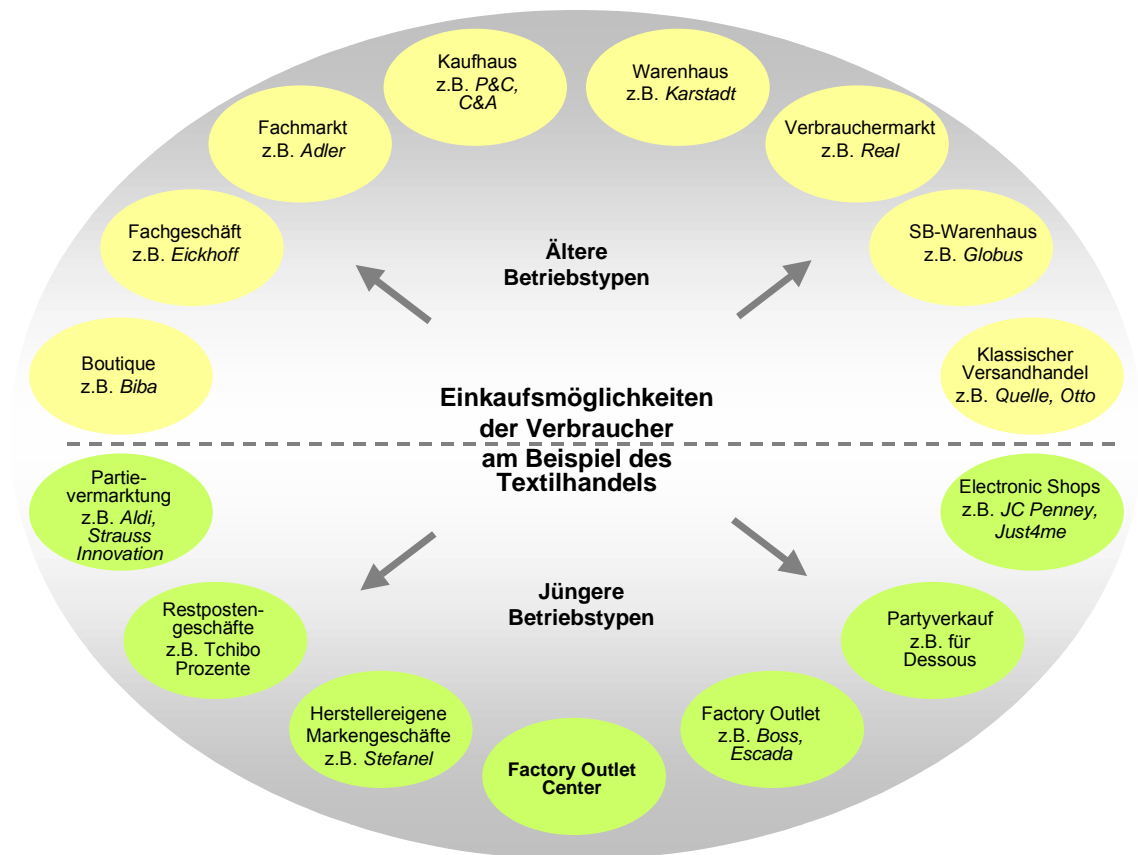 Kaufhaus
z.B. P&C,
C&A
Warenhaus
z.B. Karstadt
Fachmarkt
z.B. Adler
Verbrauchermarkt
z.B. Real
Fachgeschäft
z.B. Eickhoff
SB-Warenhaus
z.B. Globus
Ältere
Betriebstypen
Boutique
z.B. Biba
Klassischer
Versandhandel
z.B. Quelle, Otto
Einkaufsmöglichkeiten
der Verbraucher
am Beispiel des
Textilhandels
Partie-
vermarktung
z.B. Aldi,
Strauss
Innovation
Electronic Shops
z.B. JC Penney,
Just4me
Jüngere
Betriebstypen
Restposten-
geschäfte
z.B. Tchibo
Prozente
Partyverkauf
z.B. für
Dessous
Herstellereigene
Markengeschäfte
z.B. Stefanel
Factory Outlet
Center
Factory Outlet
z.B. Boss,
Escada